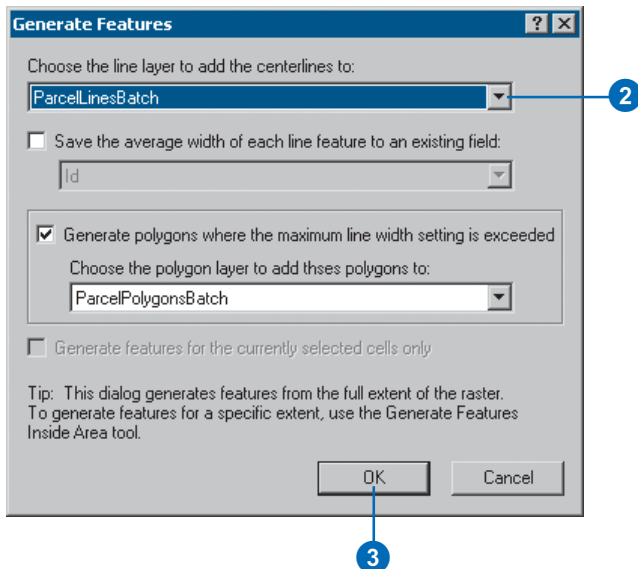 Generate Features
Choose the line layer to add the centerlines to:
ParcelLinesBatch
2
Save the average width of each line feature to an existing field:
Id
Generate polygons where the maximum line width setting is exceeded
Choose the polygon layer to add thses polygons to:
ParcelPolygonsBatch
Generate features for the currently selected cells only
Tip: This dialog generates features from the full extent of the raster.
To generate features for a specific extent, use the Generate Features
Inside Area tool.
OK
Cancel
3